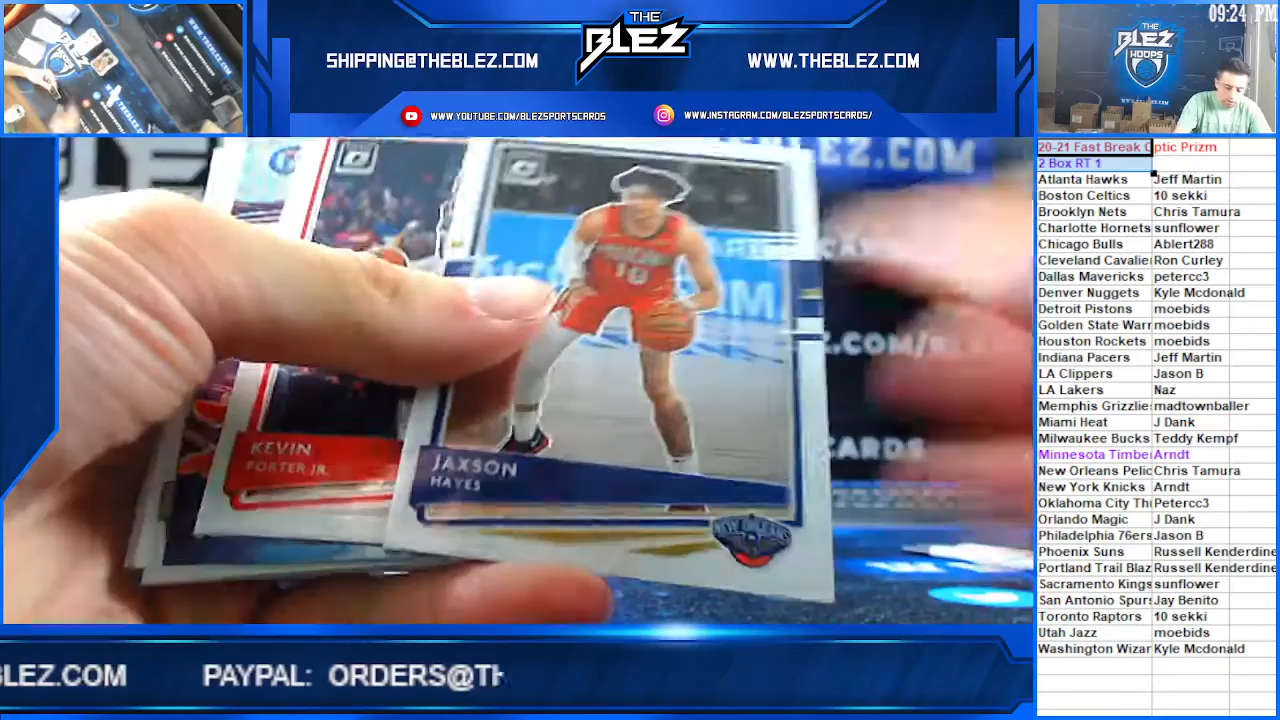 09:24 PM
THE
BLEZ
SHIPPING@THEBLEZ.COM
WWW.THEBLEZ.COM
WWW.YOUTUBE.COM/BLEZSPORTSCARDS
WWW.INSTAGRAM.COM/BLEZSPORTSCARDS/
THE
BLEZ
HOOPS
20-21 Fast Break Optic Prizm
2 Box RT 1
Atlanta Hawks Jeff Martin
Boston Celtics 10 sekki
Brooklyn Nets Chris Tamura
Charlotte Hornets sunflower
Chicago Bulls Ablert288
Cleveland Cavalie Ron Curley
Dallas Mavericks petercc3
Denver Nuggets Kyle Mcdonald
Detroit Pistons moebids
Golden State Warr moebids
Houston Rockets moebids
Indiana Pacers Jeff Martin
LA Clippers Jason B
LA Lakers Naz
Memphis Grizzlie madtownballer
Miami Heat J Dank
Milwaukee Bucks Teddy Kempf
Minnesota Timbe Arndt
New Orleans Pelic Chris Tamura
New York Knicks Arndt
Oklahoma City Th Petercc3
Orlando Magic J Dank
Philadelphia 76ers Jason B
Phoenix Suns Russell Kenderdine
Portland Trail Blaz Russell Kenderdine
Sacramento Kings sunflower
San Antonio Spurs Jay Benito
Toronto Raptors 10 sekki
Utah Jazz moebids
Washington Wizar Kyle Mcdonald
KEVIN
PORTER JR.
JAXSON
HAYES
10
NEW ORLEANS
CARDS
LEZ.COM
PAYPAL: ORDERS@TH